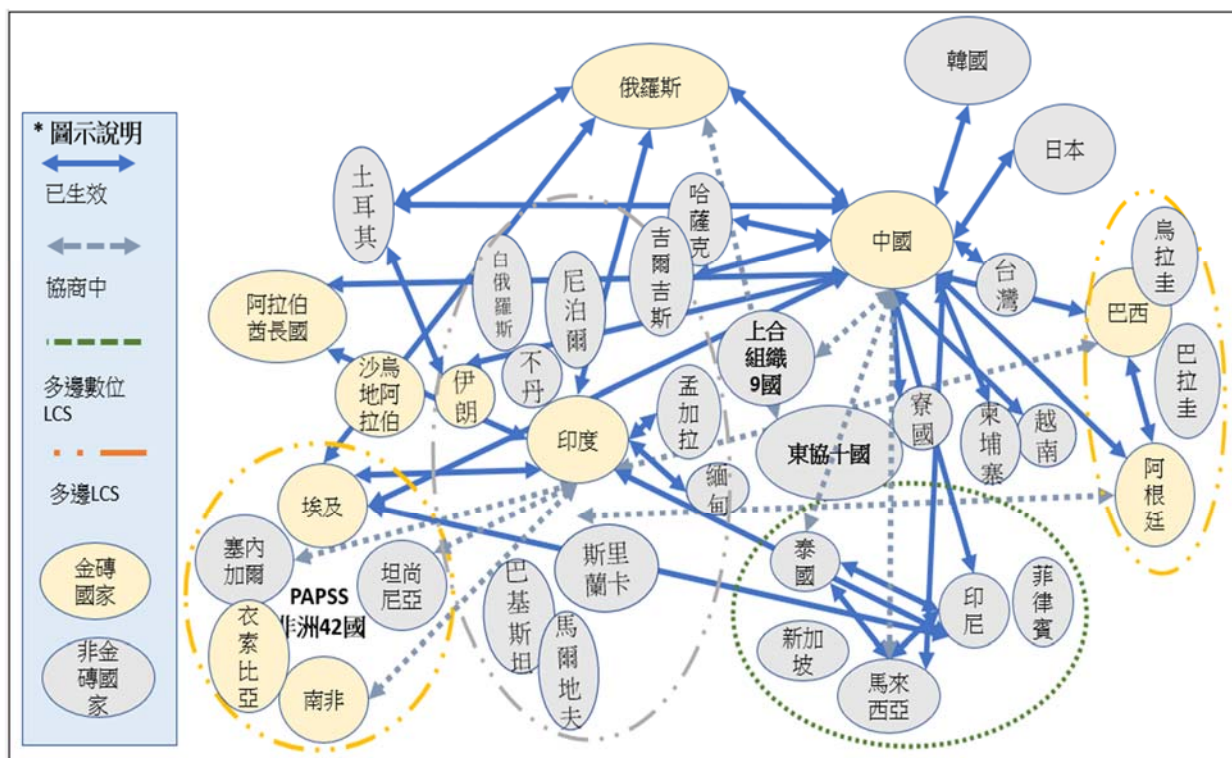 * 圖示說明
已生效
協商中
多邊數位
LCS
多邊LCS
金磚
國家
非金
磚國
家
俄羅斯
韓國
日本
土
耳
其
哈
薩
克
中國
台
灣
烏
拉
圭
巴西
巴
拉
圭
阿根
廷
阿拉伯
酋長國
白
俄
羅
斯
尼
泊
爾
吉
爾
吉
斯
沙烏
地阿
拉伯
伊
朗
不
丹
上合
組織
9國
孟
加
拉
印度
緬
甸
東協十國
寮
國
柬
埔
寨
越
南
埃及
塞內
加爾
PAPSS
非洲42國
坦尚
尼亞
衣
索
比
亞
南非
斯里
蘭卡
巴
基
斯
坦
馬
爾
地
夫
泰
國
印
尼
菲
律
賓
新加
坡
馬來
西亞